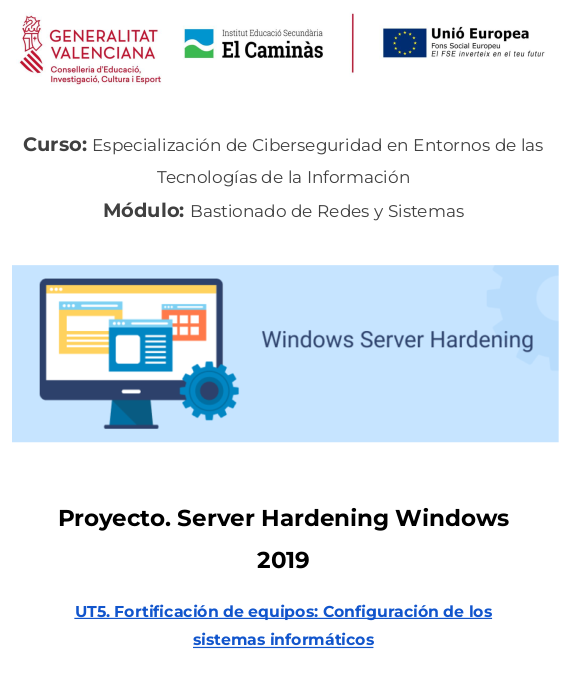 GENERALITAT
VALENCIANA
Conselleria d'Educació,
Investigació, Cultura i Esport
Institut Educació Secundària
El Caminàs
Unió Europea
Fons Social Europeu
El FSE inverteix en el teu futur
Curso: Especialización de Ciberseguridad en Entornos de las
Tecnologías de la Información
Módulo: Bastionado de Redes y Sistemas
Windows Server Hardening
Proyecto. Server Hardening Windows
2019
UT5. Fortificación de equipos: Configuración de los
sistemas informáticos